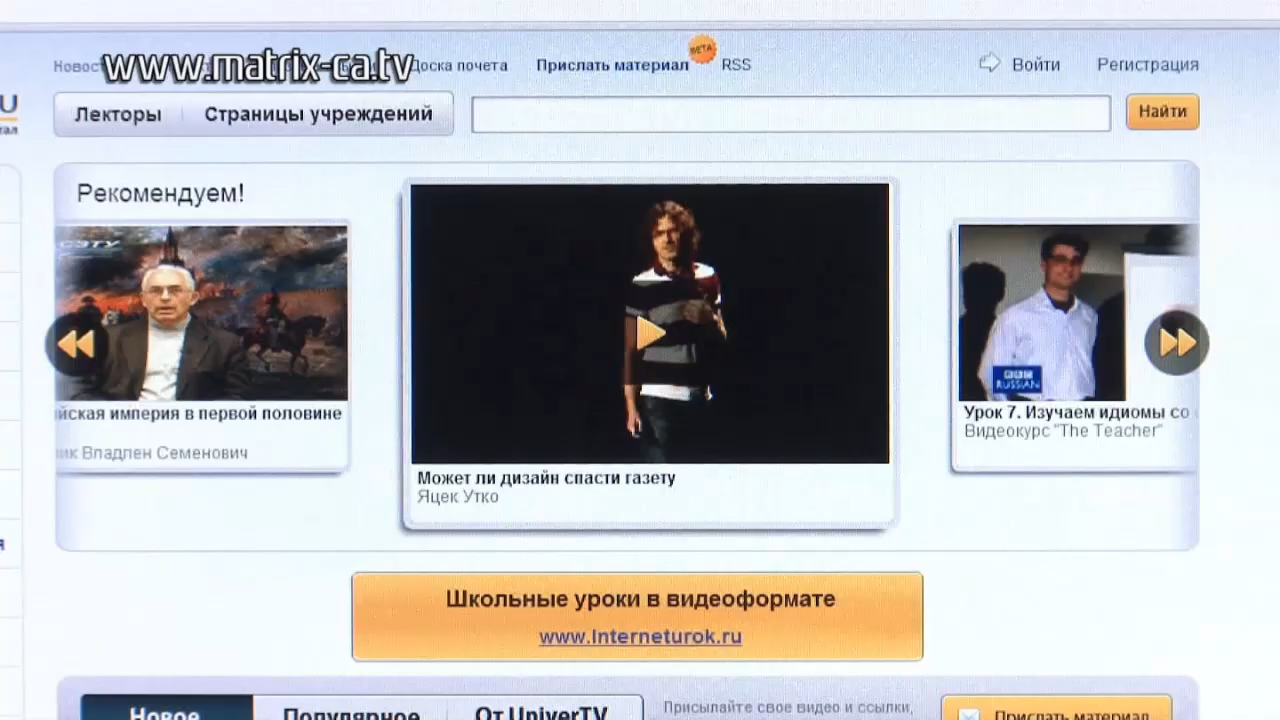 www.matrix-ca.tv
Доска почета
Прислать материал
BETA
RSS
Войти
Регистрация
Лекторы
Страницы учреждений
Найти
Рекомендуем!
СЭТУ
йская империя в первой половине
ик Владлен Семенович
Может ли дизайн спасти газету
Яцек Утко
BBC
RUSSIAN
Урок 7. Изучаем идиомы со
Видеокурс "The Teacher"
Школьные уроки в видеоформате
www.Interneturok.ru
Новое
Популярное
От UniverTV
Присылайте свое видео и ссылки,
Прислать материал